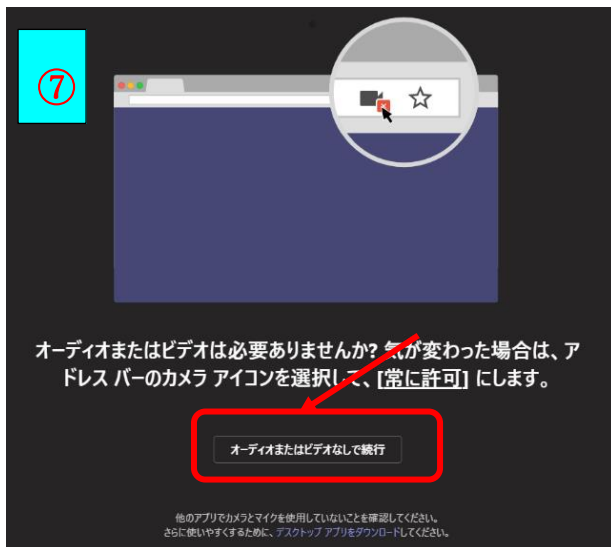 ⑦
オーディオまたはビデオは必要ありませんか? 気が変わった場合は、ア
ドレス バーのカメラ アイコンを選択して、[常に許可] にします。
オーディオまたはビデオなしで続行
他のアプリでカメラとマイクを使用していないことを確認してください。
さらに使いやすくするために、デスクトップ アプリをダウンロードしてください。